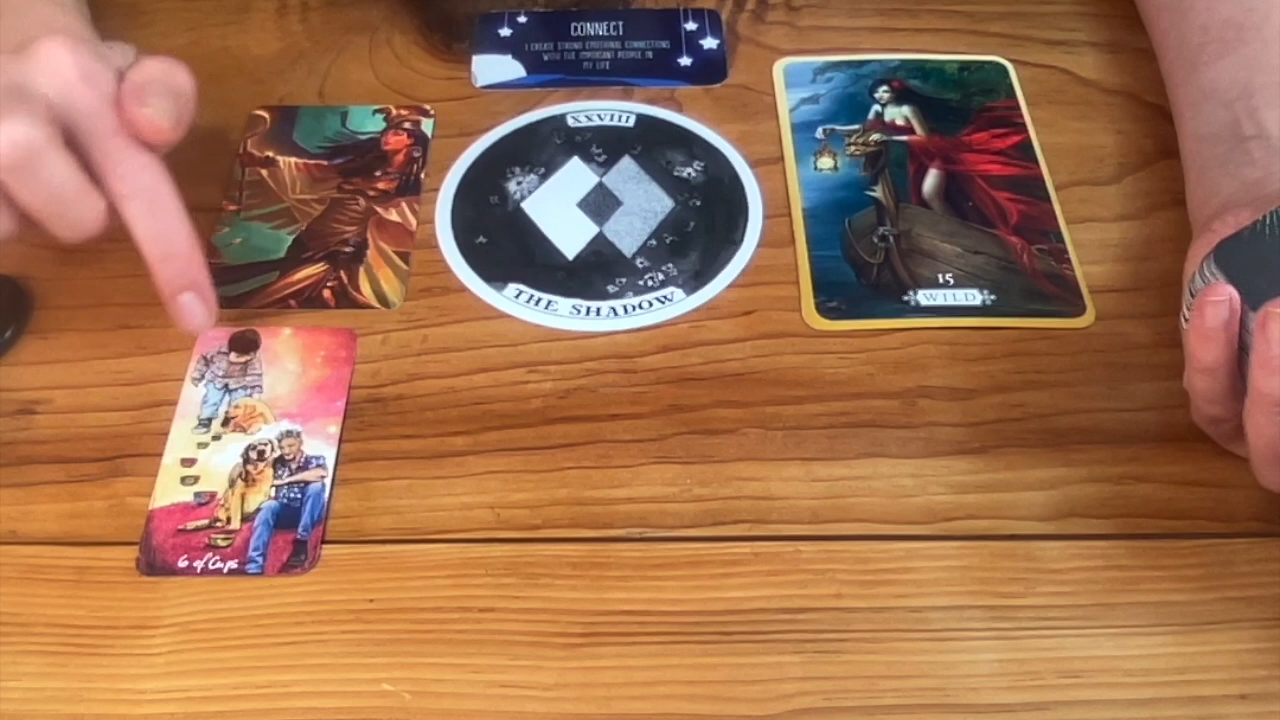 CONNECT
I CREATE STRONG EMOTIONAL CONNECTIONS
WITH THE IMPORTANT PEOPLE IN
MY LIFE
XXVIII
THE SHADOW
15
WILD
6 of Cups